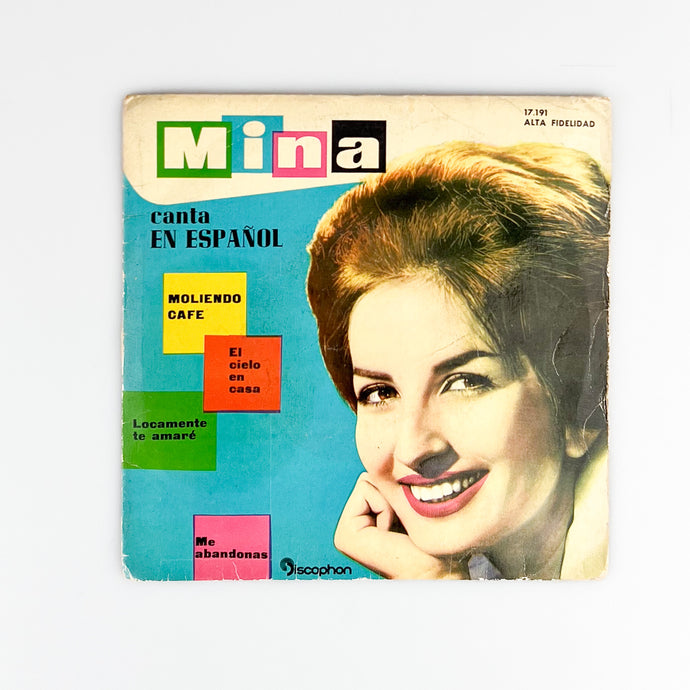 Mina
17.191
ALTA FIDELIDAD
canta
EN ESPAÑOL
MOLIENDO
CAFE
El
cielo
en
casa
Locamente
te amaré
Me
abandonas
Discophon